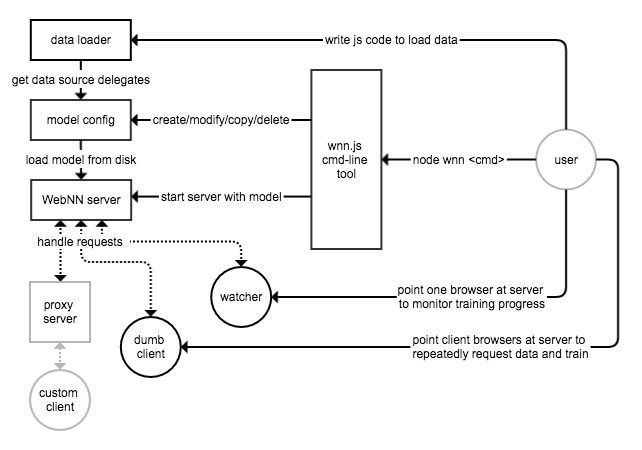 data loader
write js code to load data
get data source delegates
model config
create/modify/copy/delete
wnn.js
cmd-line
tool
node wnn <cmd>
user
load model from disk
WebNN server
start server with model
handle requests
watcher
point one browser at server
to monitor training progress
proxy
server
dumb
client
point client browsers at server to
repeatedly request data and train
custom
client